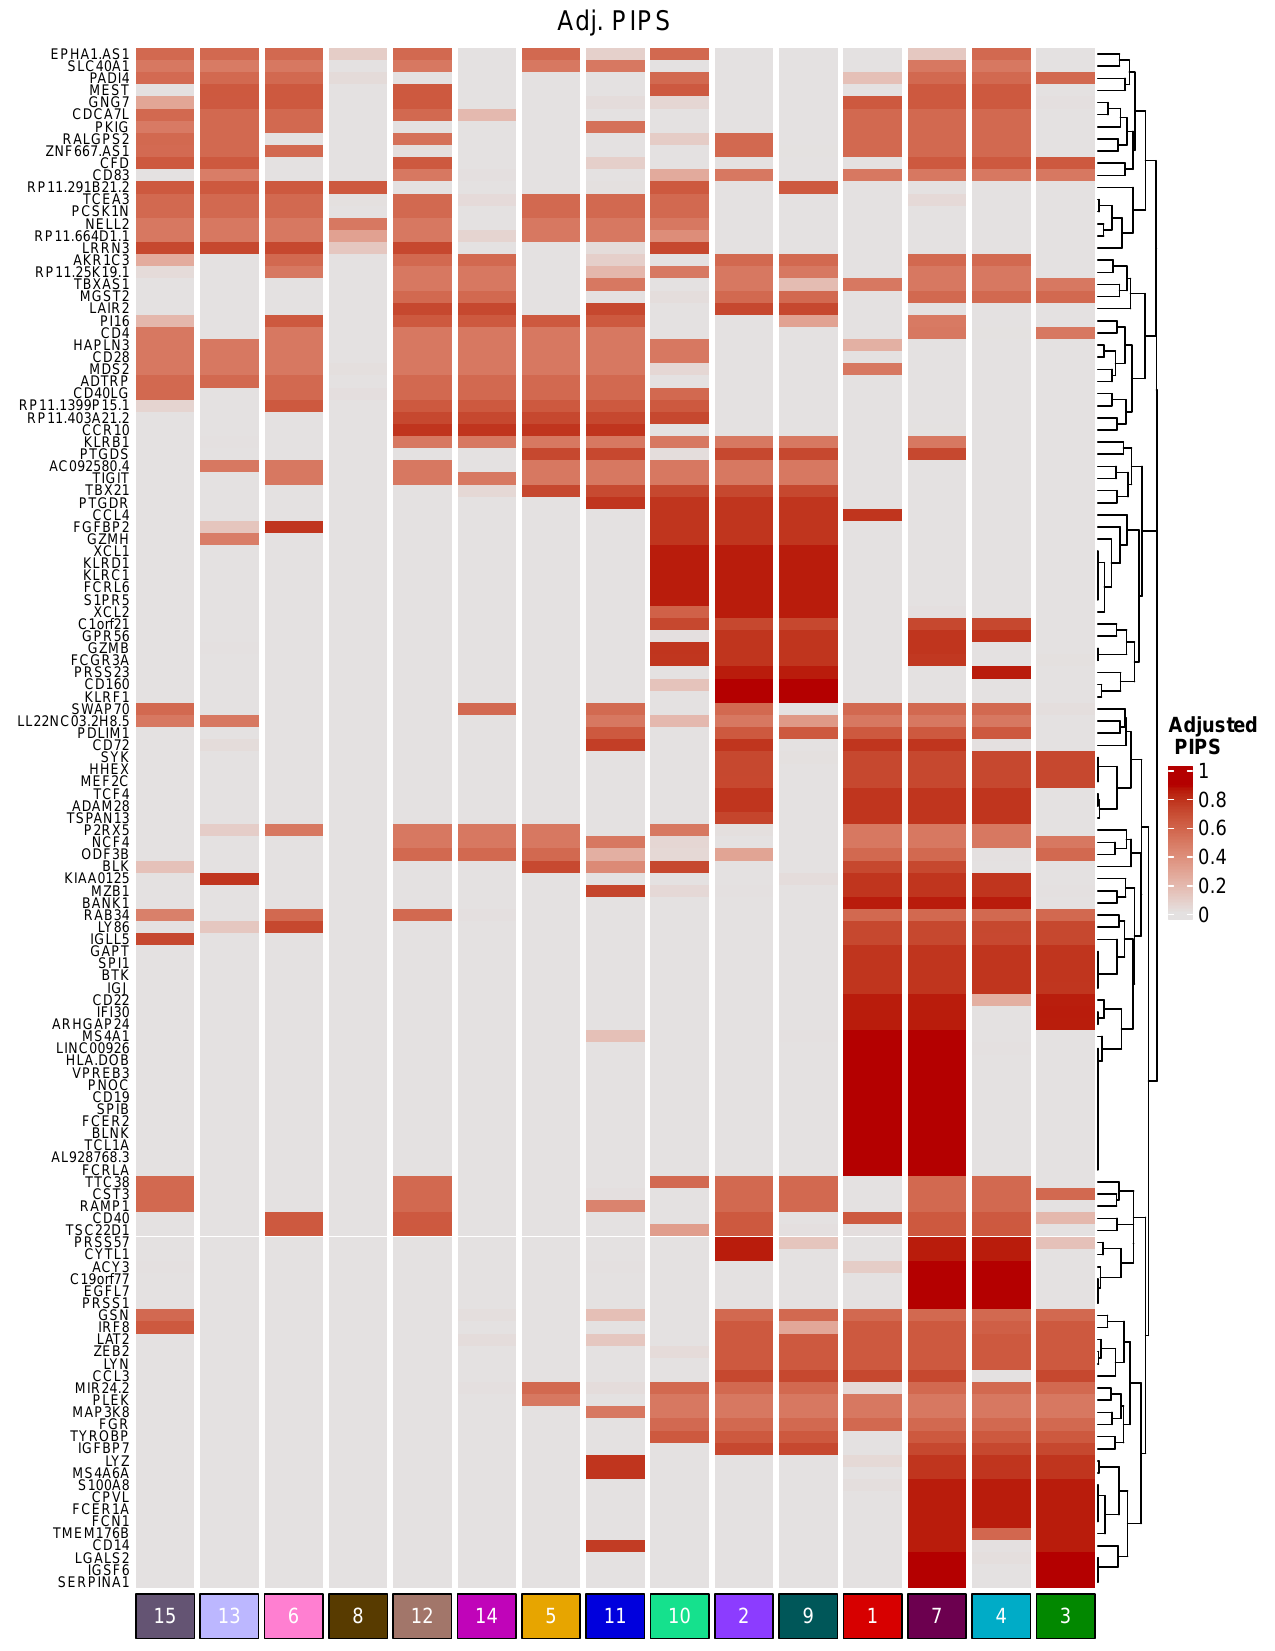 Adj. PIPS
EPHA1.AS1
SLC40A1
PADI4
MEST
GNG7
CDCA7L
PKIG
RALGPS2
ZNF667.AS1
CFD
CD83
RP11.291B21.2
TCEA3
PCSK1N
NELL2
RP11.664D1.1
LRRN3
AKR1C3
RP11.25K19.1
TBXAS1
MGST2
LAIR2
PI16
CD4
HAPLN3
CD28
MDS2
ADTRP
CD40LG
RP11.1399P15.1
RP11.403A21.2
CCR10
KLRB1
PTGDS
AC092580.4
TIGIT
TBX21
PTGDR
CCL4
FGFBP2
GZMH
XCL1
KLRD1
KLRC1
FCRL6
S1PR5
XCL2
C1orf21
GPR56
GZMB
FCGR3A
PRSS23
CD160
KLRF1
SWAP70
LL22NC03.2H8.5
PDLIM1
CD72
SYK
HHEX
MEF2C
TCF4
ADAM28
TSPAN13
P2RX5
NCF4
ODF3B
BLK
KIAA0125
MZB1
BANK1
RAB34
LY86
IGLL5
GAPT
SPI1
BTK
IGJ
CD22
IFI30
ARHGAP24
MS4A1
LINC00926
HLA.DOB
VPREB3
PNOC
CD19
SPIB
FCER2
BLNK
TCL1A
AL928768.3
FCRLA
TTC38
CST3
RAMP1
CD40
TSC22D1
PRSS57
CYTL1
ACY3
C19orf77
EGFL7
PRSS1
GSN
IRF8
LAT2
ZEB2
LYN
CCL3
MIR24.2
PLEK
MAP3K8
FGR
TYROBP
IGFBP7
LYZ
MS4A6A
S100A8
CPVL
FCER1A
FCN1
TMEM176B
CD14
LGALS2
IGSF6
SERPINA1
15 13 6 8 12 14 5 11 10 2 9 1 7 4 3
Adjusted
PIPS
1
0.8
0.6
0.4
0.2
0